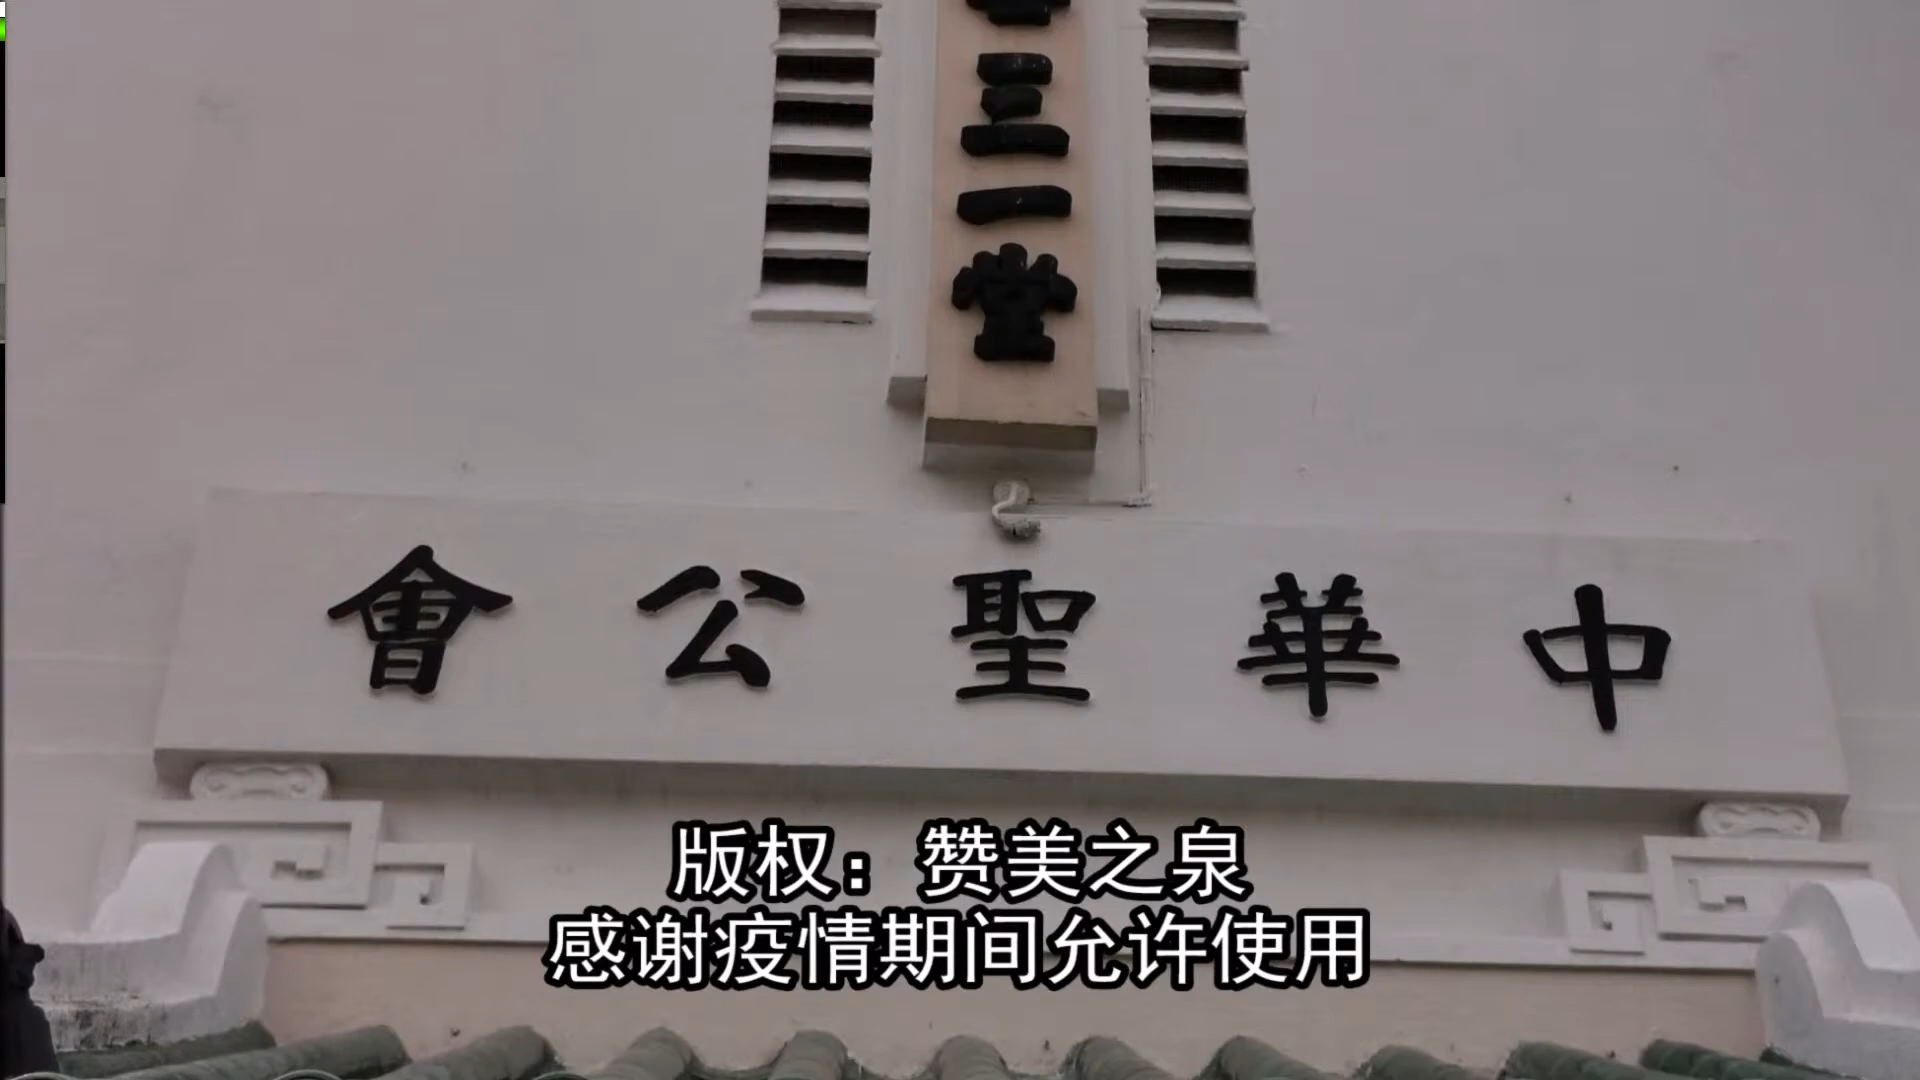 三一堂
中華聖公會
版权：赞美之泉
感谢疫情期间允许使用